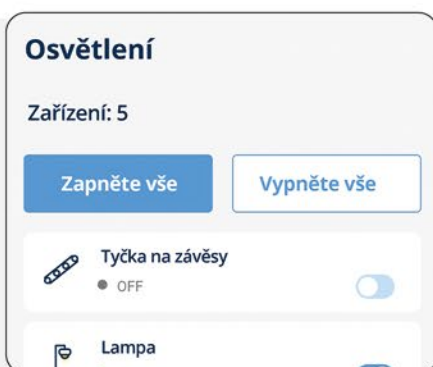 Osvětlení
Zařízení: 5
Zapněte vše
Vypněte vše
Tyčka na závěsy
OFF
Lampa